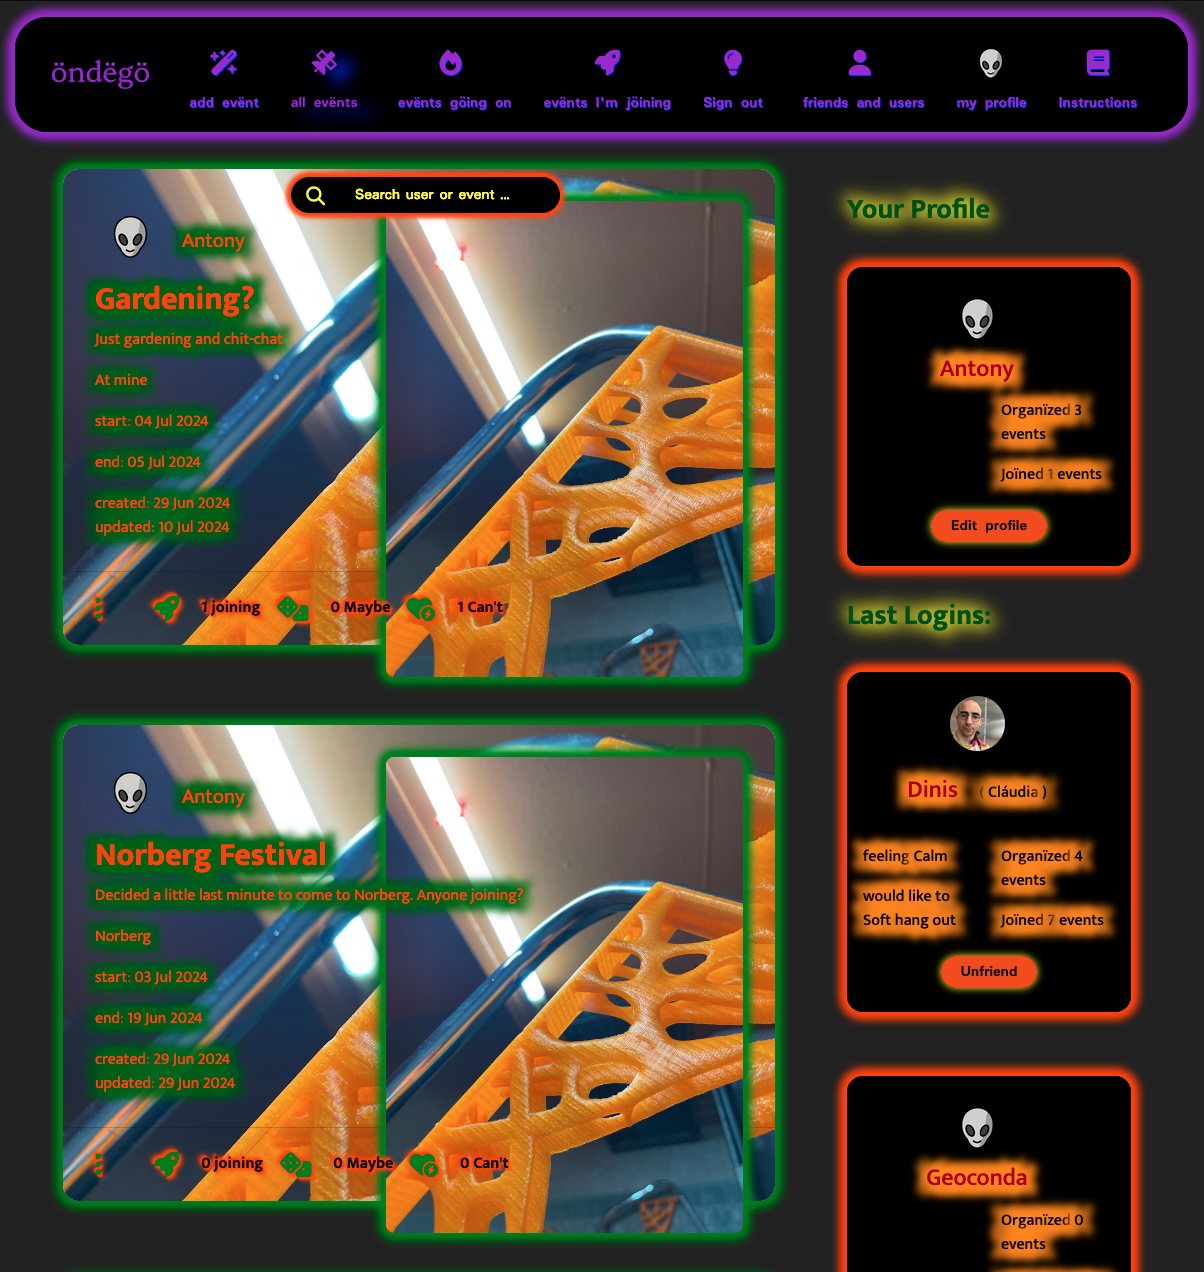 öndëgö
add evënt
all evënts
evënts göing on
evënts I'm jöining
Sign out
friends and users
my profile
Instructions
Search user or event ...
Antony
Gardening?
Just gardening and chit-chat
At mine
start: 04 Jul 2024
end: 05 Jul 2024
created: 29 Jun 2024
updated: 10 Jul 2024
1 joining
0 Maybe
1 Can't
Antony
Norberg Festival
Decided a little last minute to come to Norberg. Anyone joining?
Norberg
start: 03 Jul 2024
end: 19 Jun 2024
created: 29 Jun 2024
updated: 29 Jun 2024
0 joining
0 Maybe
0 Can't
Your Profile
Antony
Organïzed 3
events
Joïned 1 events
Edit profile
Last Logins:
Dinis ( Cláudia )
feeling Calm
would like to
Soft hang out
Organïzed 4
events
Joïned 7 events
Unfriend
Geoconda
Organïzed 0
events